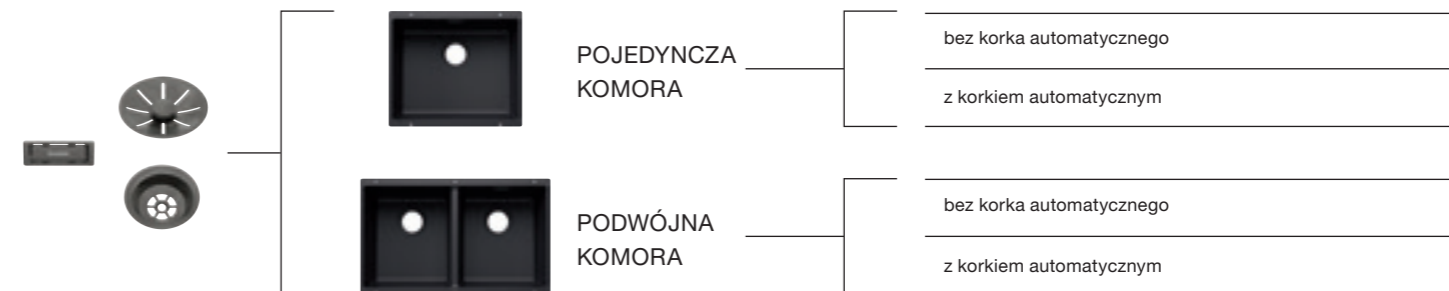 POJEDYNCZA
KOMORA
bez korka automatycznego
z korkiem automatycznym
PODWÓJNA
KOMORA
bez korka automatycznego
z korkiem automatycznym